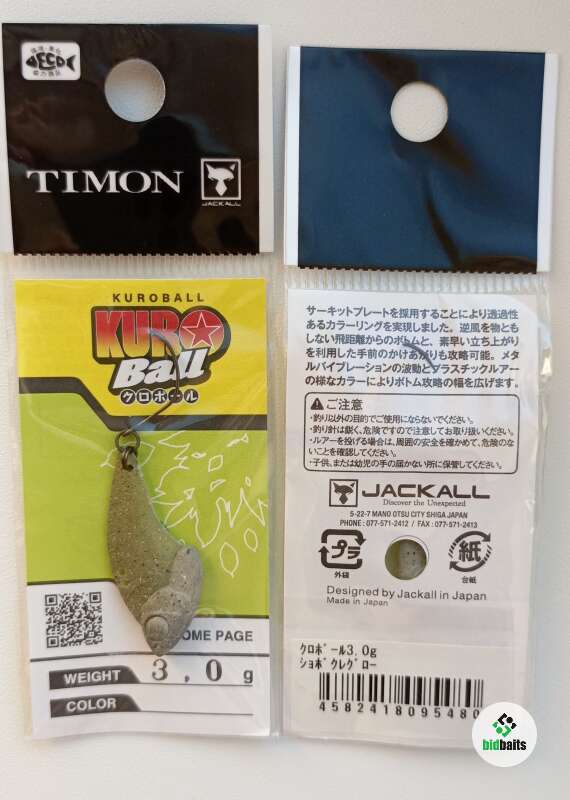 環境・変化
ECO
TIMON
JACKALL
KUROBALL
KURO
Ball
クロボール
OME PAGE
WEIGHT 3.0g
COLOR
サーキットプレートを採用することにより透過性
あるカラーリングを実現しました。逆風を物とも
しない飛距離からのボトムと、素早い立ち上がり
を利用した手前のかけあがりも攻略可能。メタ
ルバイブレーションの波動とプラスチックルアー
の様なカラーによりボトム攻略の幅を広げます。
ご注意
・釣り以外の目的でご使用にならないでください。
・釣り針は鋭く、危険ですので注意してお取り扱いください。
・ルアーを投げる場合は、周囲の安全を確かめて、危険のな
いことを確認してください。
・子供、または幼児の手の届かない所に保管してください。
JACKALL
Discover the Unexpected
5-22-7 MANO OTSU CITY SHIGA JAPAN
PHONE : 077-571-2412 / FAX : 077-571-2413
プラ
外袋
紙
台紙
Designed by Jackall in Japan
Made in Japan
クロボール3.0g
ショボクレグロー
4582418095480
bidbaits